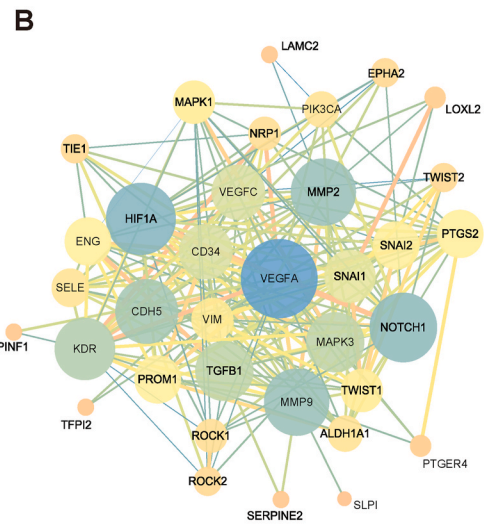 B
LAMC2
EPHA2
MAPK1
PIK3CA
LOXL2
NRP1
TIE1
TWIST2
VEGFC
MMP2
HIF1A
PTGS2
ENG
SNAI2
CD34
VEGFA
SNAI1
SELE
CDH5
VIM
NOTCH1
PINF1
KDR
MAPK3
TGFB1
PROM1
TWIST1
MMP9
TFPI2
ROCK1
ALDH1A1
PTGER4
ROCK2
SLPI
SERPINE2